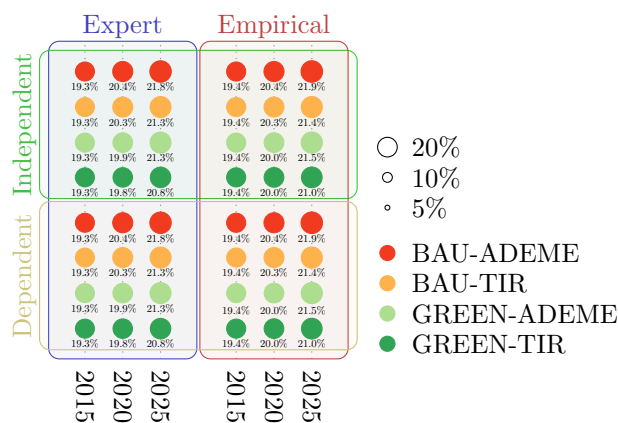 Expert Empirical
Independent
19.3% 20.4% 21.8% 19.4% 20.4% 21.9%
19.3% 20.3% 21.3% 19.4% 20.3% 21.4%
19.3% 19.9% 21.3% 19.4% 20.0% 21.5%
19.3% 19.8% 20.8% 19.4% 20.0% 21.0%
Dependent
19.3% 20.4% 21.8% 19.4% 20.4% 21.9%
19.3% 20.3% 21.3% 19.4% 20.3% 21.4%
19.3% 19.9% 21.3% 19.4% 20.0% 21.5%
19.3% 19.8% 20.8% 19.4% 20.0% 21.0%
2015 2020 2025 2015 2020 2025
20%
10%
5%
BAU-ADEME
BAU-TIR
GREEN-ADEME
GREEN-TIR